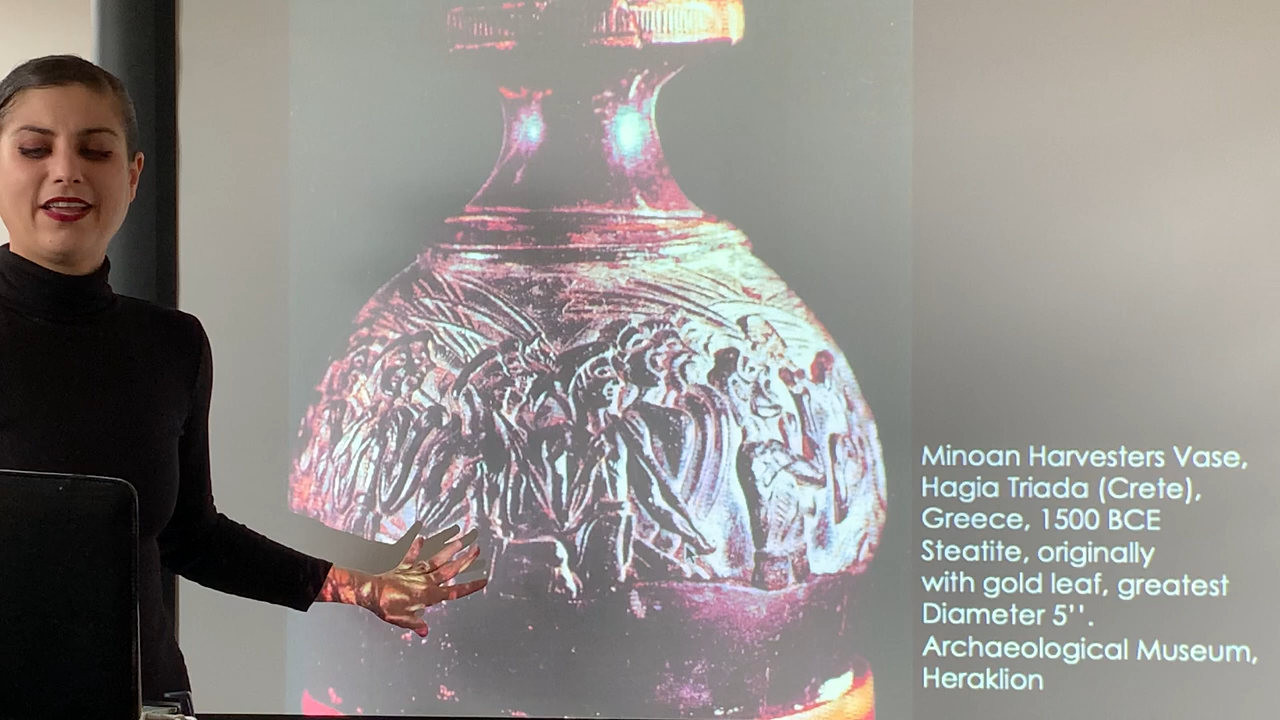 Minoan Harvesters Vase,
Hagia Triada (Crete),
Greece, 1500 BCE
Steatite, originally
with gold leaf, greatest
Diameter 5''.
Archaeological Museum,
Heraklion